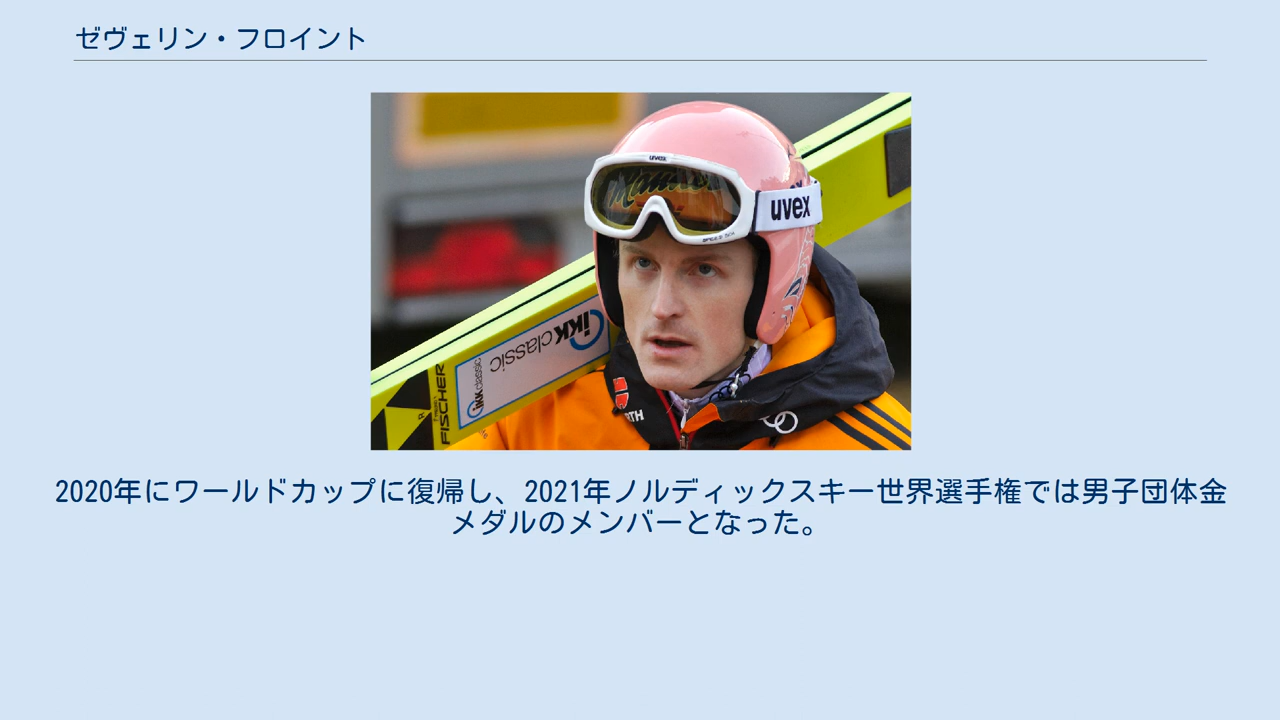 ゼヴェリン・フロイント
uvex
uvex
iKK classic
iKK classic
FISCHER
2020年にワールドカップに復帰し、2021年ノルディックスキー世界選手権では男子団体金
メダルのメンバーとなった。